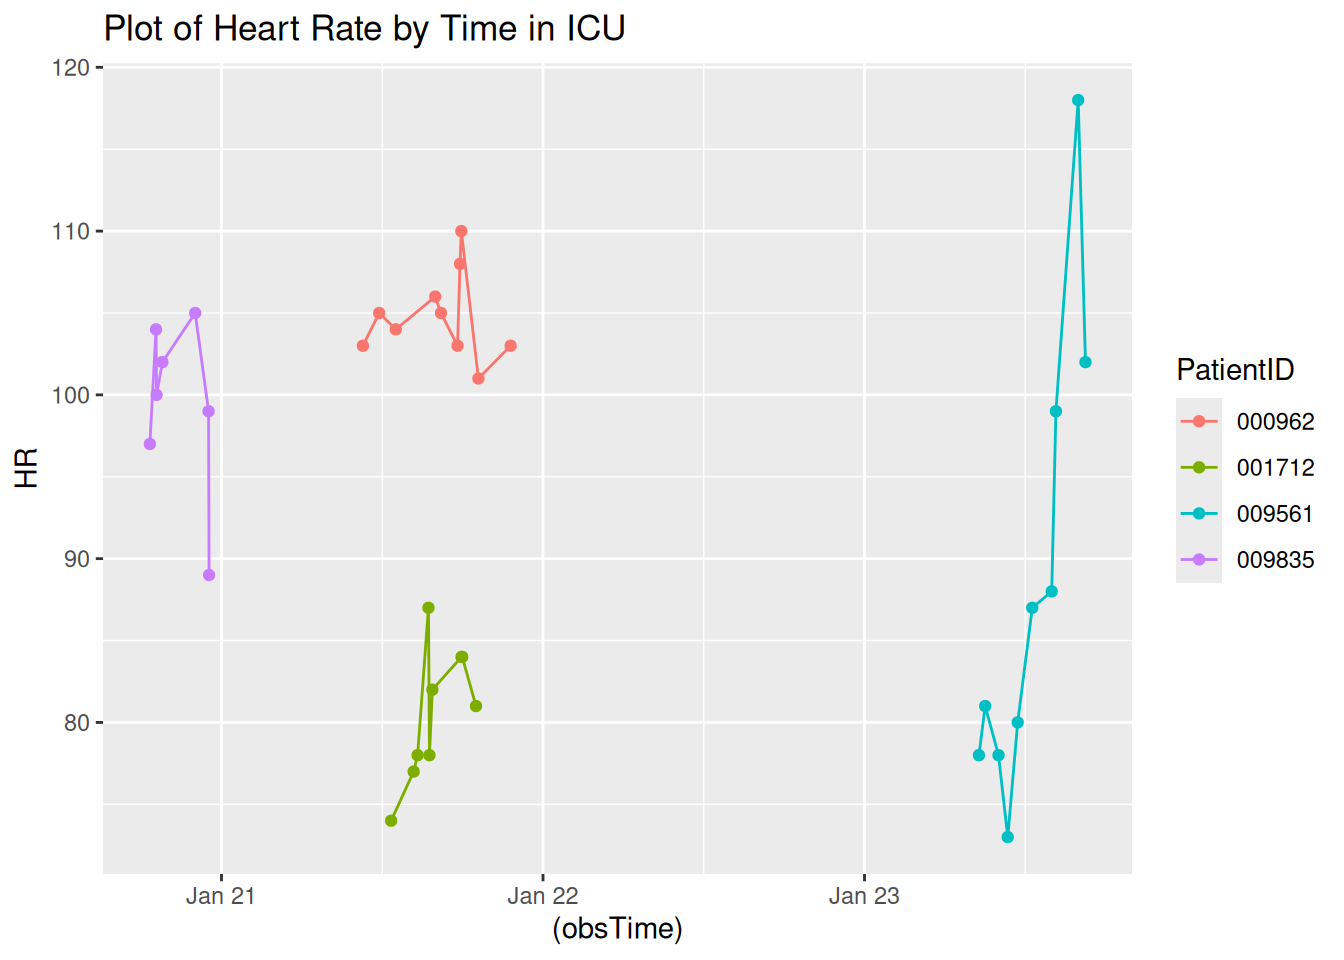 Plot of Heart Rate by Time in ICU
120
110
100
90
80
HR
Jan 21
Jan 22
Jan 23
(obsTime)
PatientID
000962
001712
009561
009835